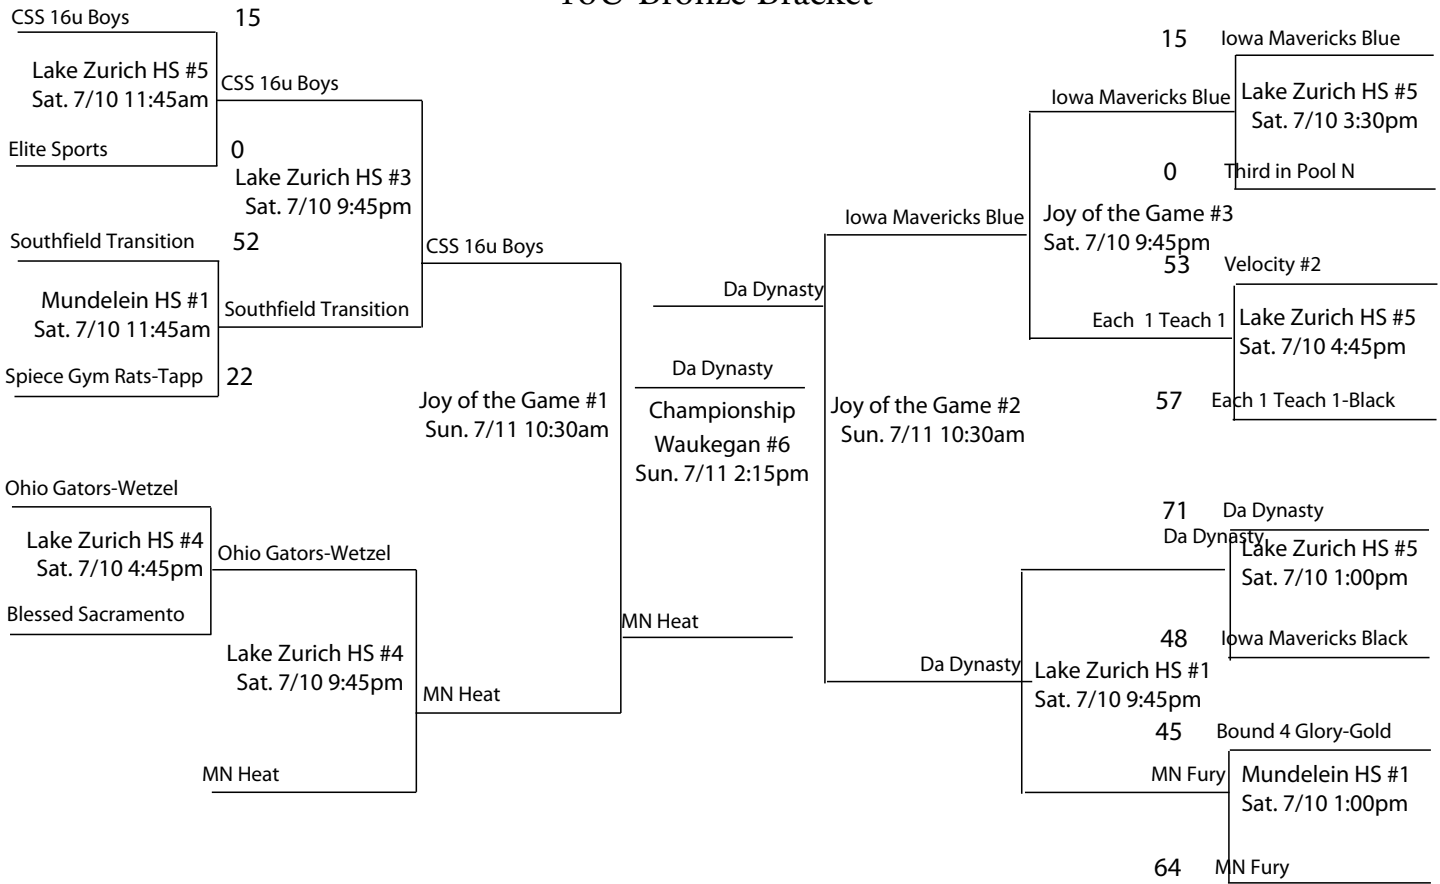 Bronze Bracket
CSS 16u Boys 15
Lake Zurich HS #5
Sat. 7/10 11:45am
CSS 16u Boys
Elite Sports 0
Lake Zurich HS #3
Sat. 7/10 9:45pm
Southfield Transition 52
CSS 16u Boys
Mundelein HS #1
Sat. 7/10 11:45am
Southfield Transition
Spiece Gym Rats-Tapp 22
Joy of the Game #1
Sun. 7/11 10:30am
Ohio Gators-Wetzel
Lake Zurich HS #4
Sat. 7/10 4:45pm
Ohio Gators-Wetzel
Blessed Sacramento
Lake Zurich HS #4
Sat. 7/10 9:45pm
MN Heat
MN Heat
MN Heat
Da Dynasty
Da Dynasty
Championship
Waukegan #6
Sun. 7/11 2:15pm
15 Iowa Mavericks Blue
Iowa Mavericks Blue
Lake Zurich HS #5
Sat. 7/10 3:30pm
0 Third in Pool N
Iowa Mavericks Blue
Joy of the Game #3
Sat. 7/10 9:45pm
53 Velocity #2
Each 1 Teach 1
Lake Zurich HS #5
Sat. 7/10 4:45pm
57 Each 1 Teach 1-Black
Joy of the Game #2
Sun. 7/11 10:30am
71 Da Dynasty
Da Dynasty
Lake Zurich HS #5
Sat. 7/10 1:00pm
48 Iowa Mavericks Black
Da Dynasty
Lake Zurich HS #1
Sat. 7/10 9:45pm
45 Bound 4 Glory-Gold
MN Fury
Mundelein HS #1
Sat. 7/10 1:00pm
64 MN Fury